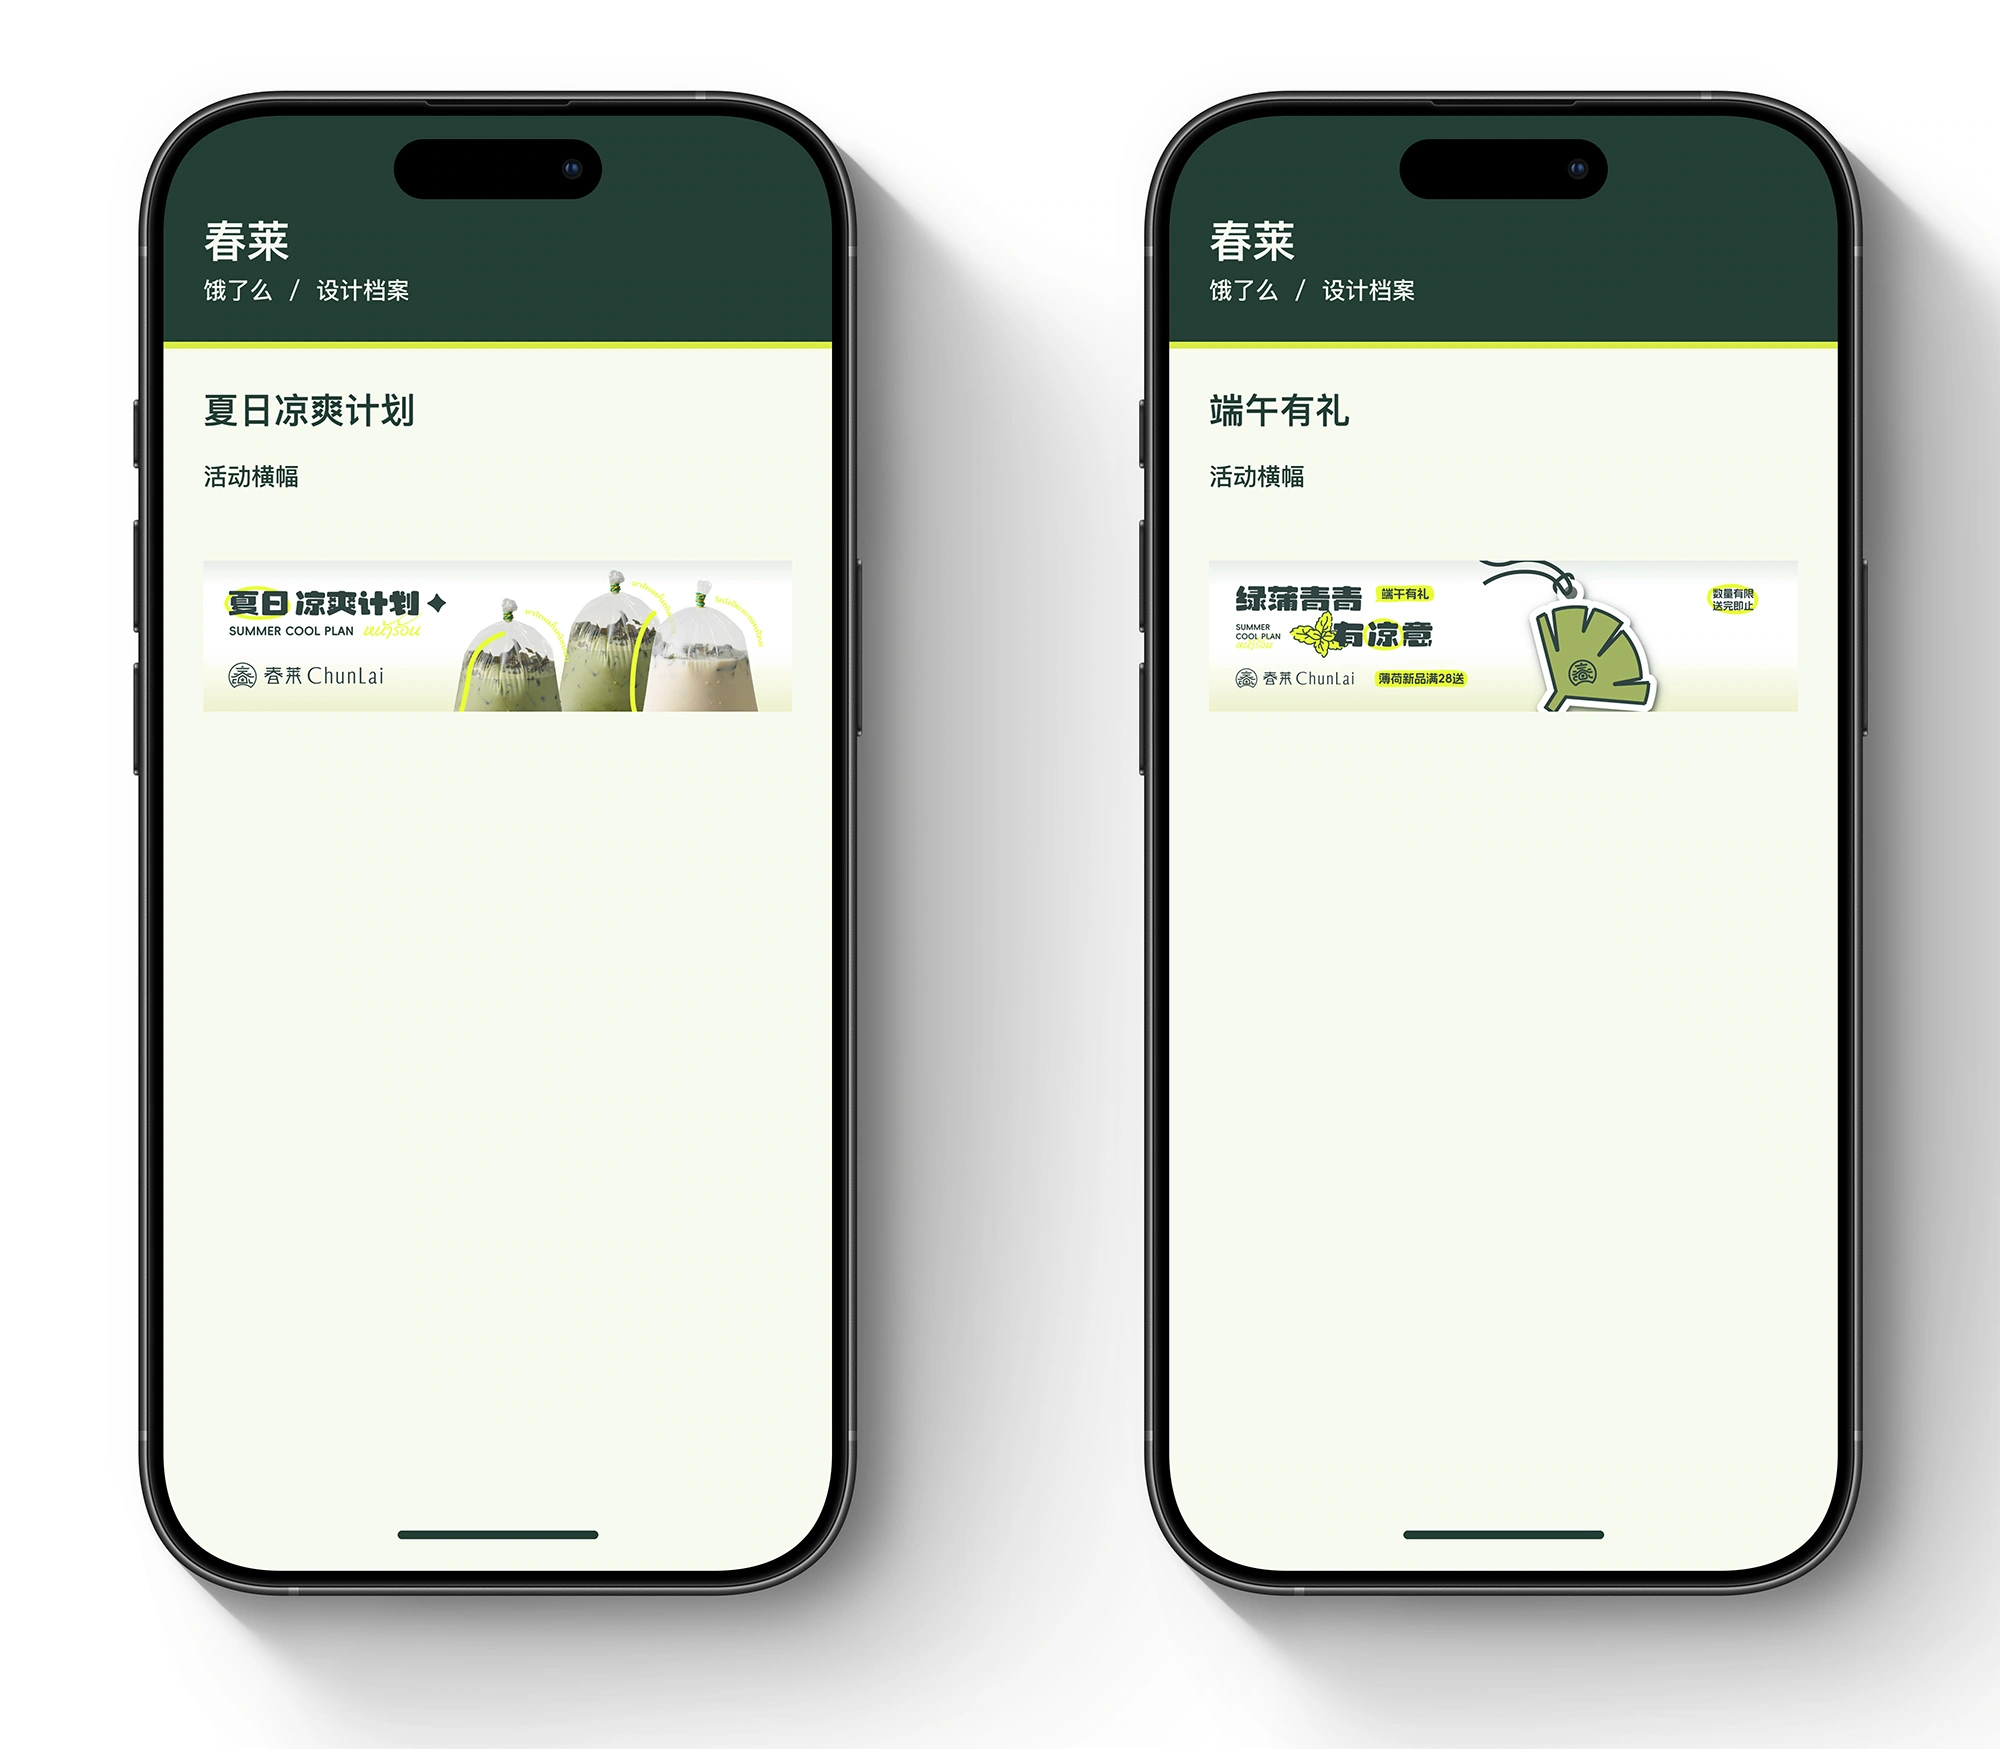 春莱
饿了么 / 设计档案
夏日凉爽计划
活动横幅
夏日凉爽计划
SUMMER COOL PLAN
春莱 ChunLai
春莱
饿了么 / 设计档案
端午有礼
活动横幅
绿蒲青青 端午有礼
SUMMER
COOL PLAN
有凉意
春莱 ChunLai 薄荷新品满28送
数量有限
送完即止